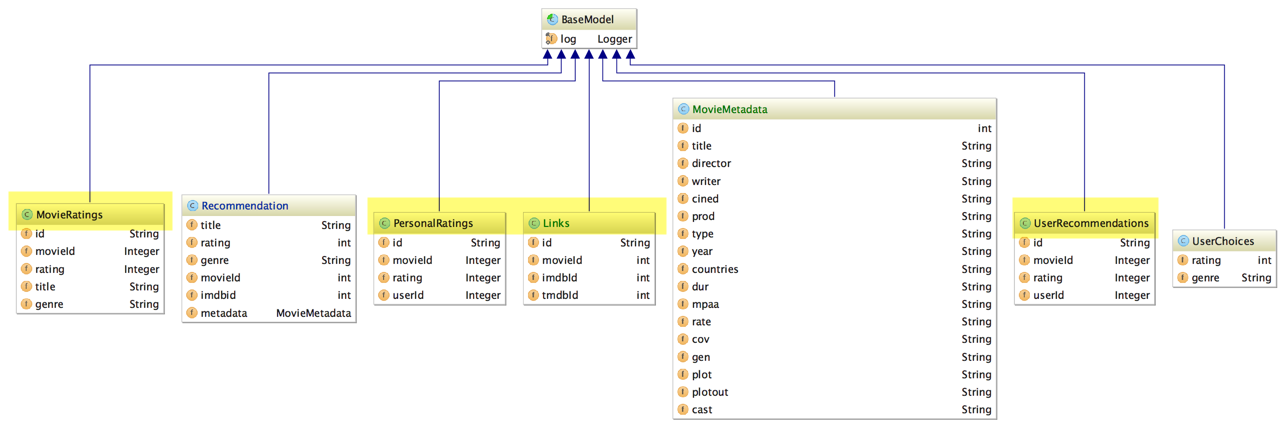 BaseModel
log Logger
MovieRatings
id String
movieId Integer
rating Integer
title String
genre String
Recommendation
title String
rating int
genre String
movieId int
imdbid int
metadata MovieMetadata
PersonalRatings
id String
movieId Integer
rating Integer
userId Integer
Links
id String
movieId int
imdbId int
tmdbId int
MovieMetadata
id int
title String
director String
writer String
cined String
prod String
type String
year String
countries String
dur String
mpaa String
rate String
cov String
gen String
plot String
plotout String
cast String
UserRecommendations
id String
movieId Integer
rating Integer
userId Integer
UserChoices
rating int
genre String